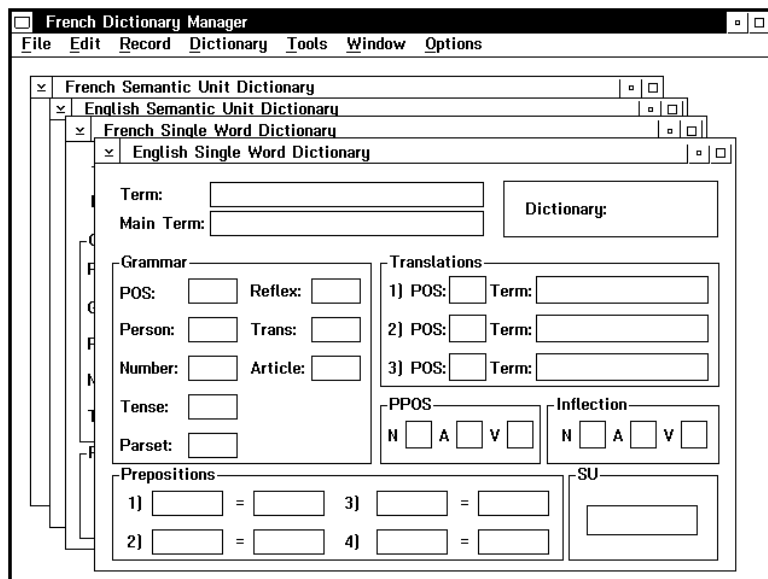 French Dictionary Manager
File Edit Record Dictionary Tools Window Options
French Semantic Unit Dictionary
English Semantic Unit Dictionary
French Single Word Dictionary
English Single Word Dictionary
Term:
Main Term:
Dictionary:
Grammar
POS: Reflex:
Person: Trans:
Number: Article:
Tense:
Parset:
Translations
1) POS: Term:
2) POS: Term:
3) POS: Term:
PPOS
N A V
Inflection
N A V
Prepositions
1) = 3) =
2) = 4) =
SU